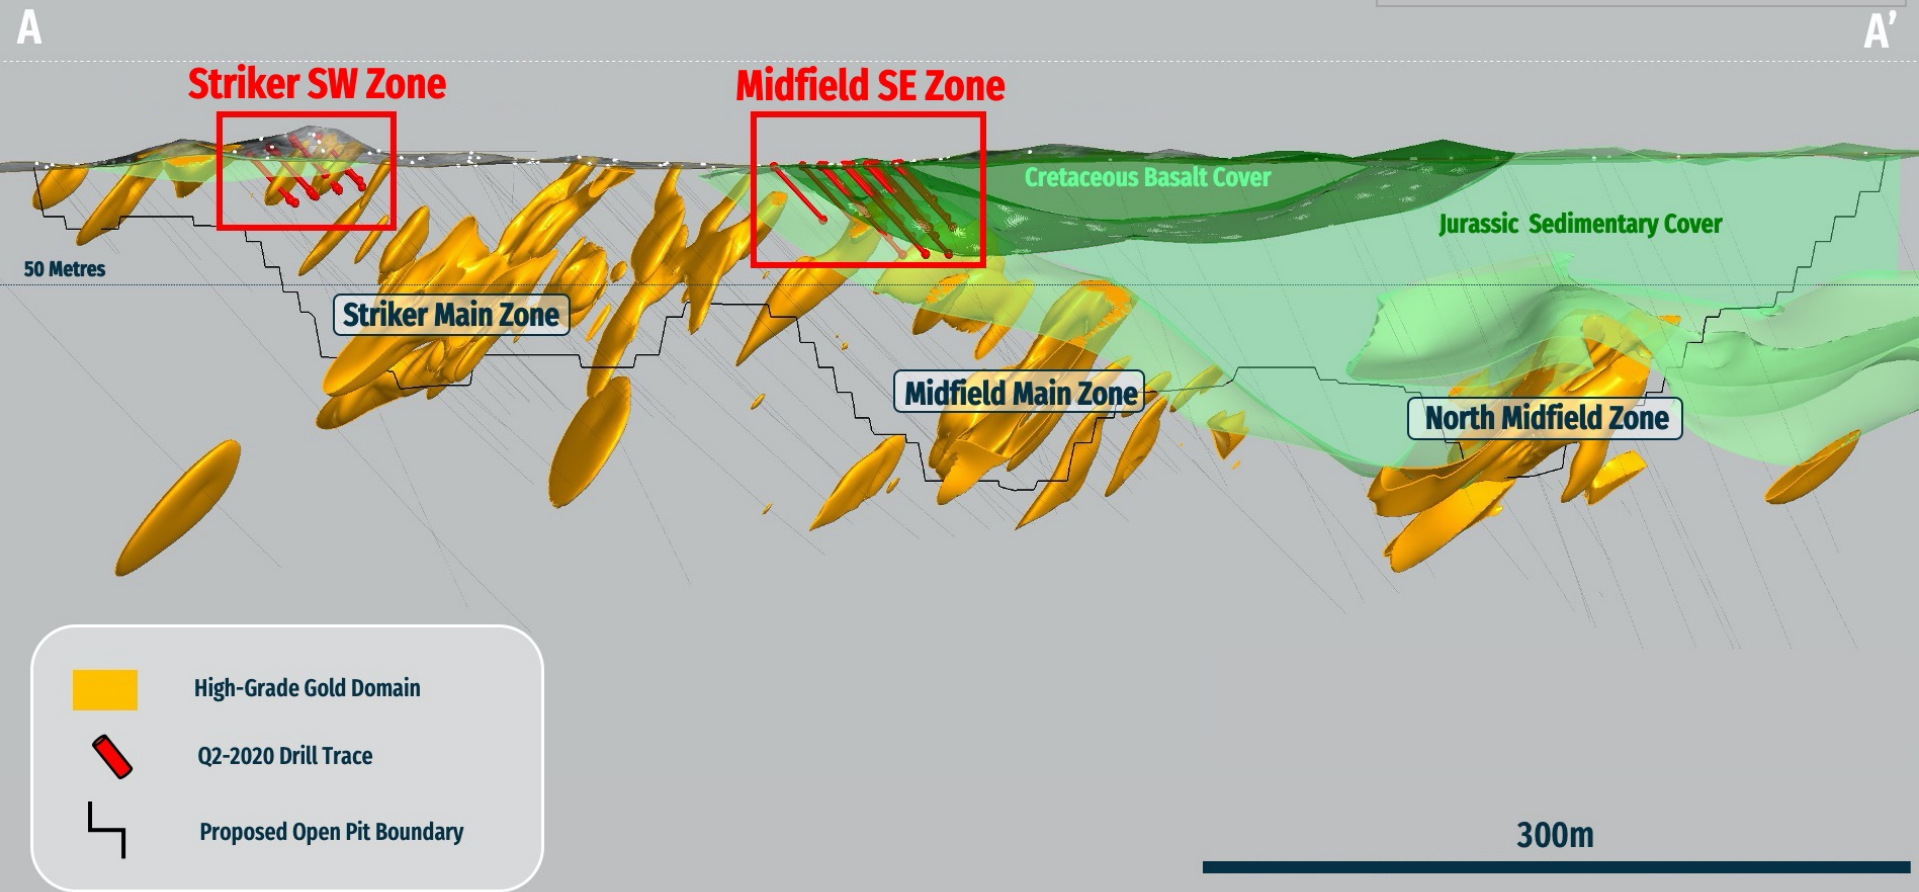 A
A’
Striker SW Zone
Midfield SE Zone
Cretaceous Basalt Cover
Jurassic Sedimentary Cover
50 Metres
Striker Main Zone
Midfield Main Zone
North Midfield Zone
High-Grade Gold Domain
Q2-2020 Drill Trace
Proposed Open Pit Boundary
300m